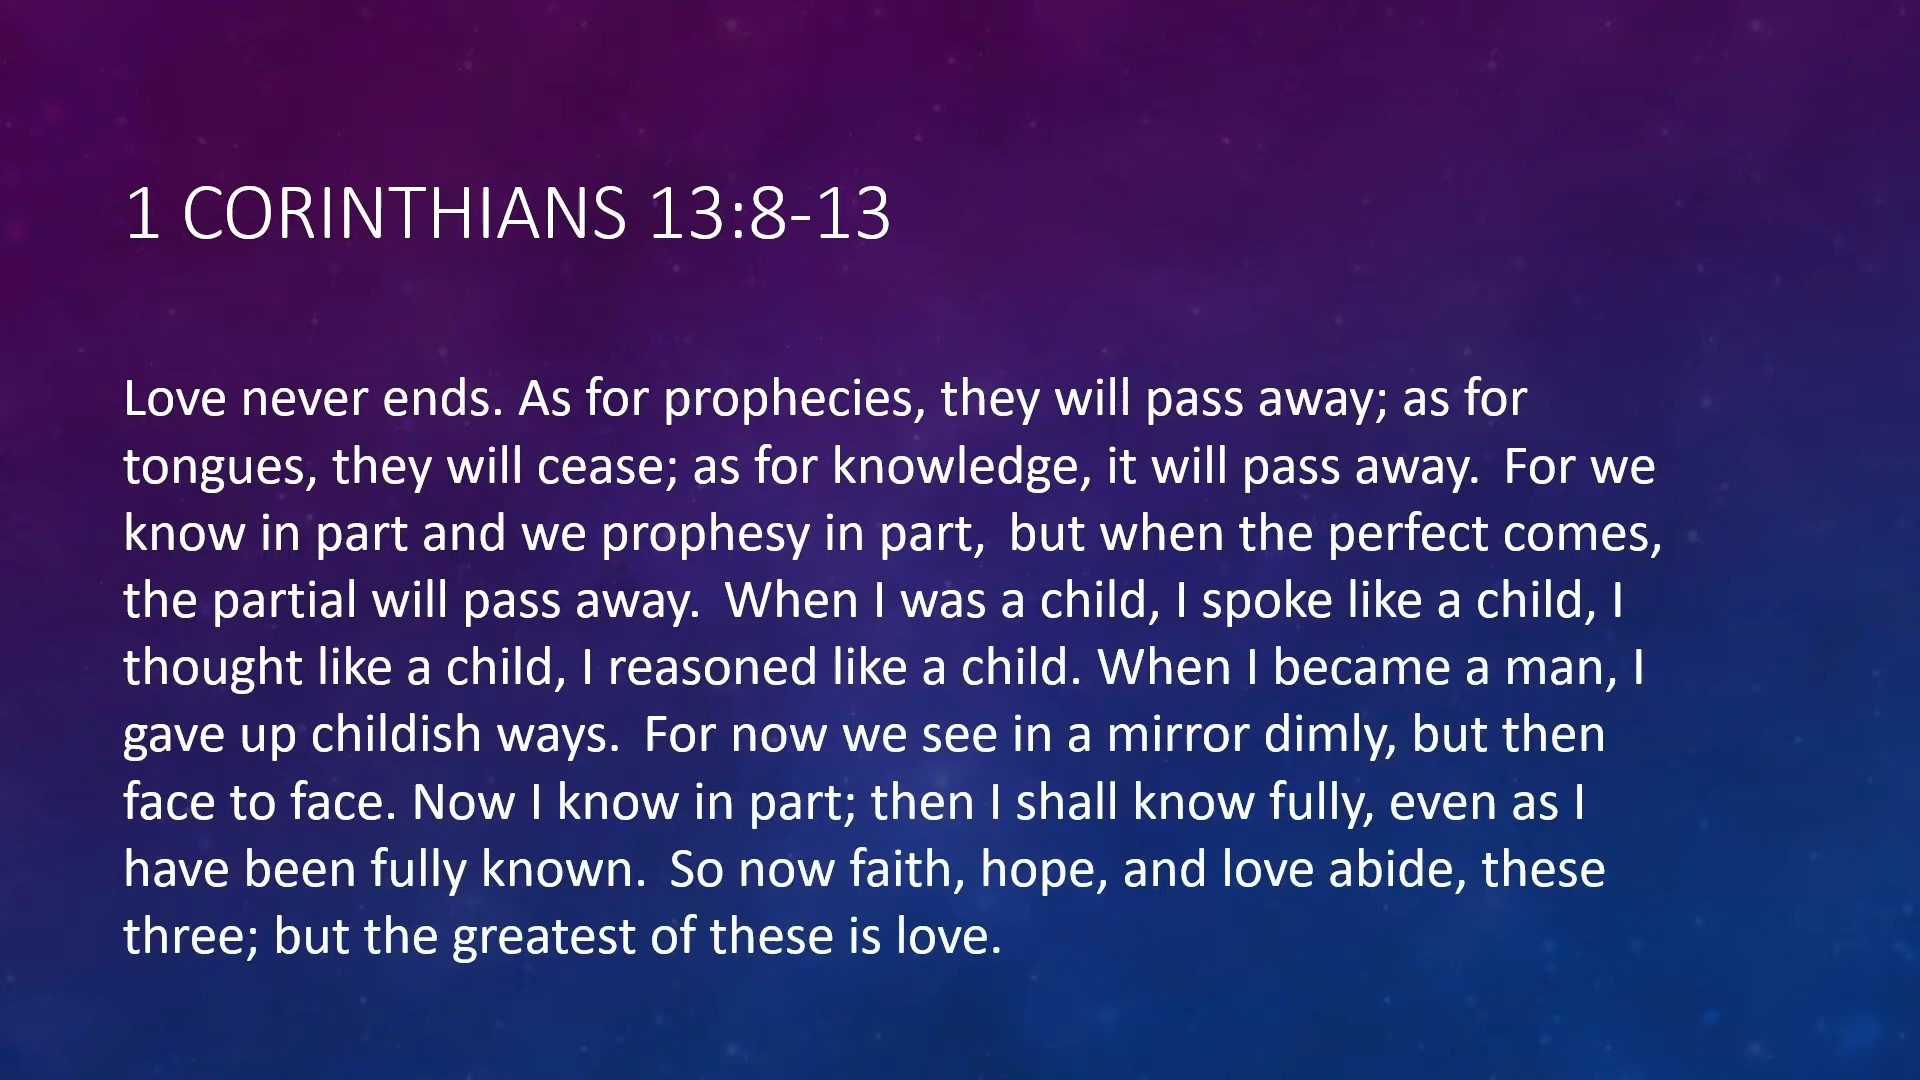 1 CORINTHIANS 13:8-13
Love never ends. As for prophecies, they will pass away; as for
tongues, they will cease; as for knowledge, it will pass away.  For we
know in part and we prophesy in part,  but when the perfect comes,
the partial will pass away.  When I was a child, I spoke like a child, I
thought like a child, I reasoned like a child. When I became a man, I
gave up childish ways.  For now we see in a mirror dimly, but then
face to face. Now I know in part; then I shall know fully, even as I
have been fully known.  So now faith, hope, and love abide, these
three; but the greatest of these is love.